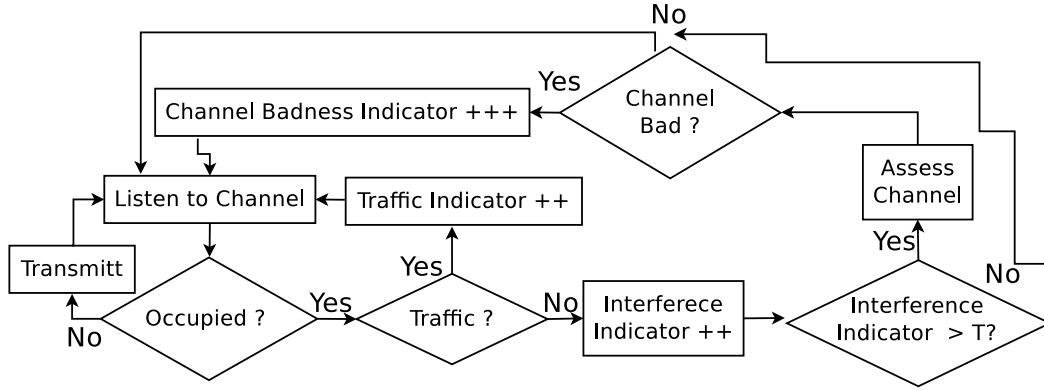 No
Yes
Channel
Bad ?
Channel Badness Indicator +++
Assess
Channel
Listen to Channel
Traffic Indicator ++
Yes
Transmitt
Yes
No
Yes
No
Interferece
Indicator ++
Interference
Indicator > T?
Occupied ?
Traffic ?
No